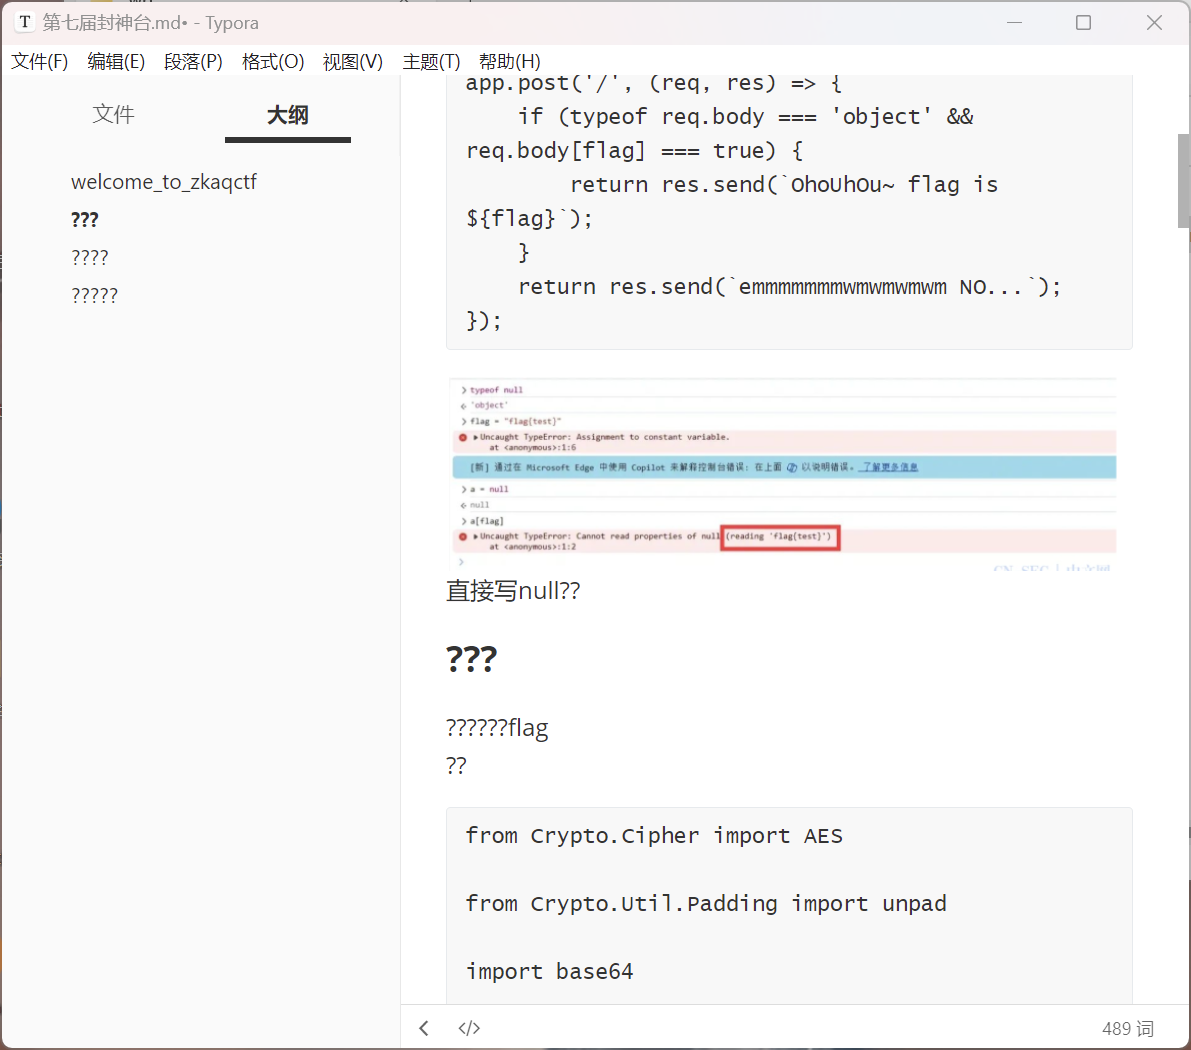 第七届封神台.md• - Typora
文件(F) 编辑(E) 段落(P) 格式(O) 视图(V) 主题(T) 帮助(H)
文件 大纲
welcome_to_zkaqctf
???
????
?????
app.post('/', (req, res) => {
if (typeof req.body === 'object' &&
req.body[flag] === true) {
return res.send(`OhoUhOu~ flag is
${flag}`);
}
return res.send(`emmmmmmmwmwmwmwm NO...`);
});
> typeof null
< 'object'
> flag = "flag{test}"
Uncaught TypeError: Assignment to constant variable.
at <anonymous>:1:6
[新] 通过在 Microsoft Edge 中使用 Copilot 来解释控制台错误: 在上面 以说明错误。 了解更多信息
> a = null
< null
> a[flag]
Uncaught TypeError: Cannot read properties of null (reading 'flag{test}')
at <anonymous>:1:2
>
直接写null??
???
??????flag
??
from Crypto.Cipher import AES
from Crypto.Util.Padding import unpad
import base64
< </> 489 词